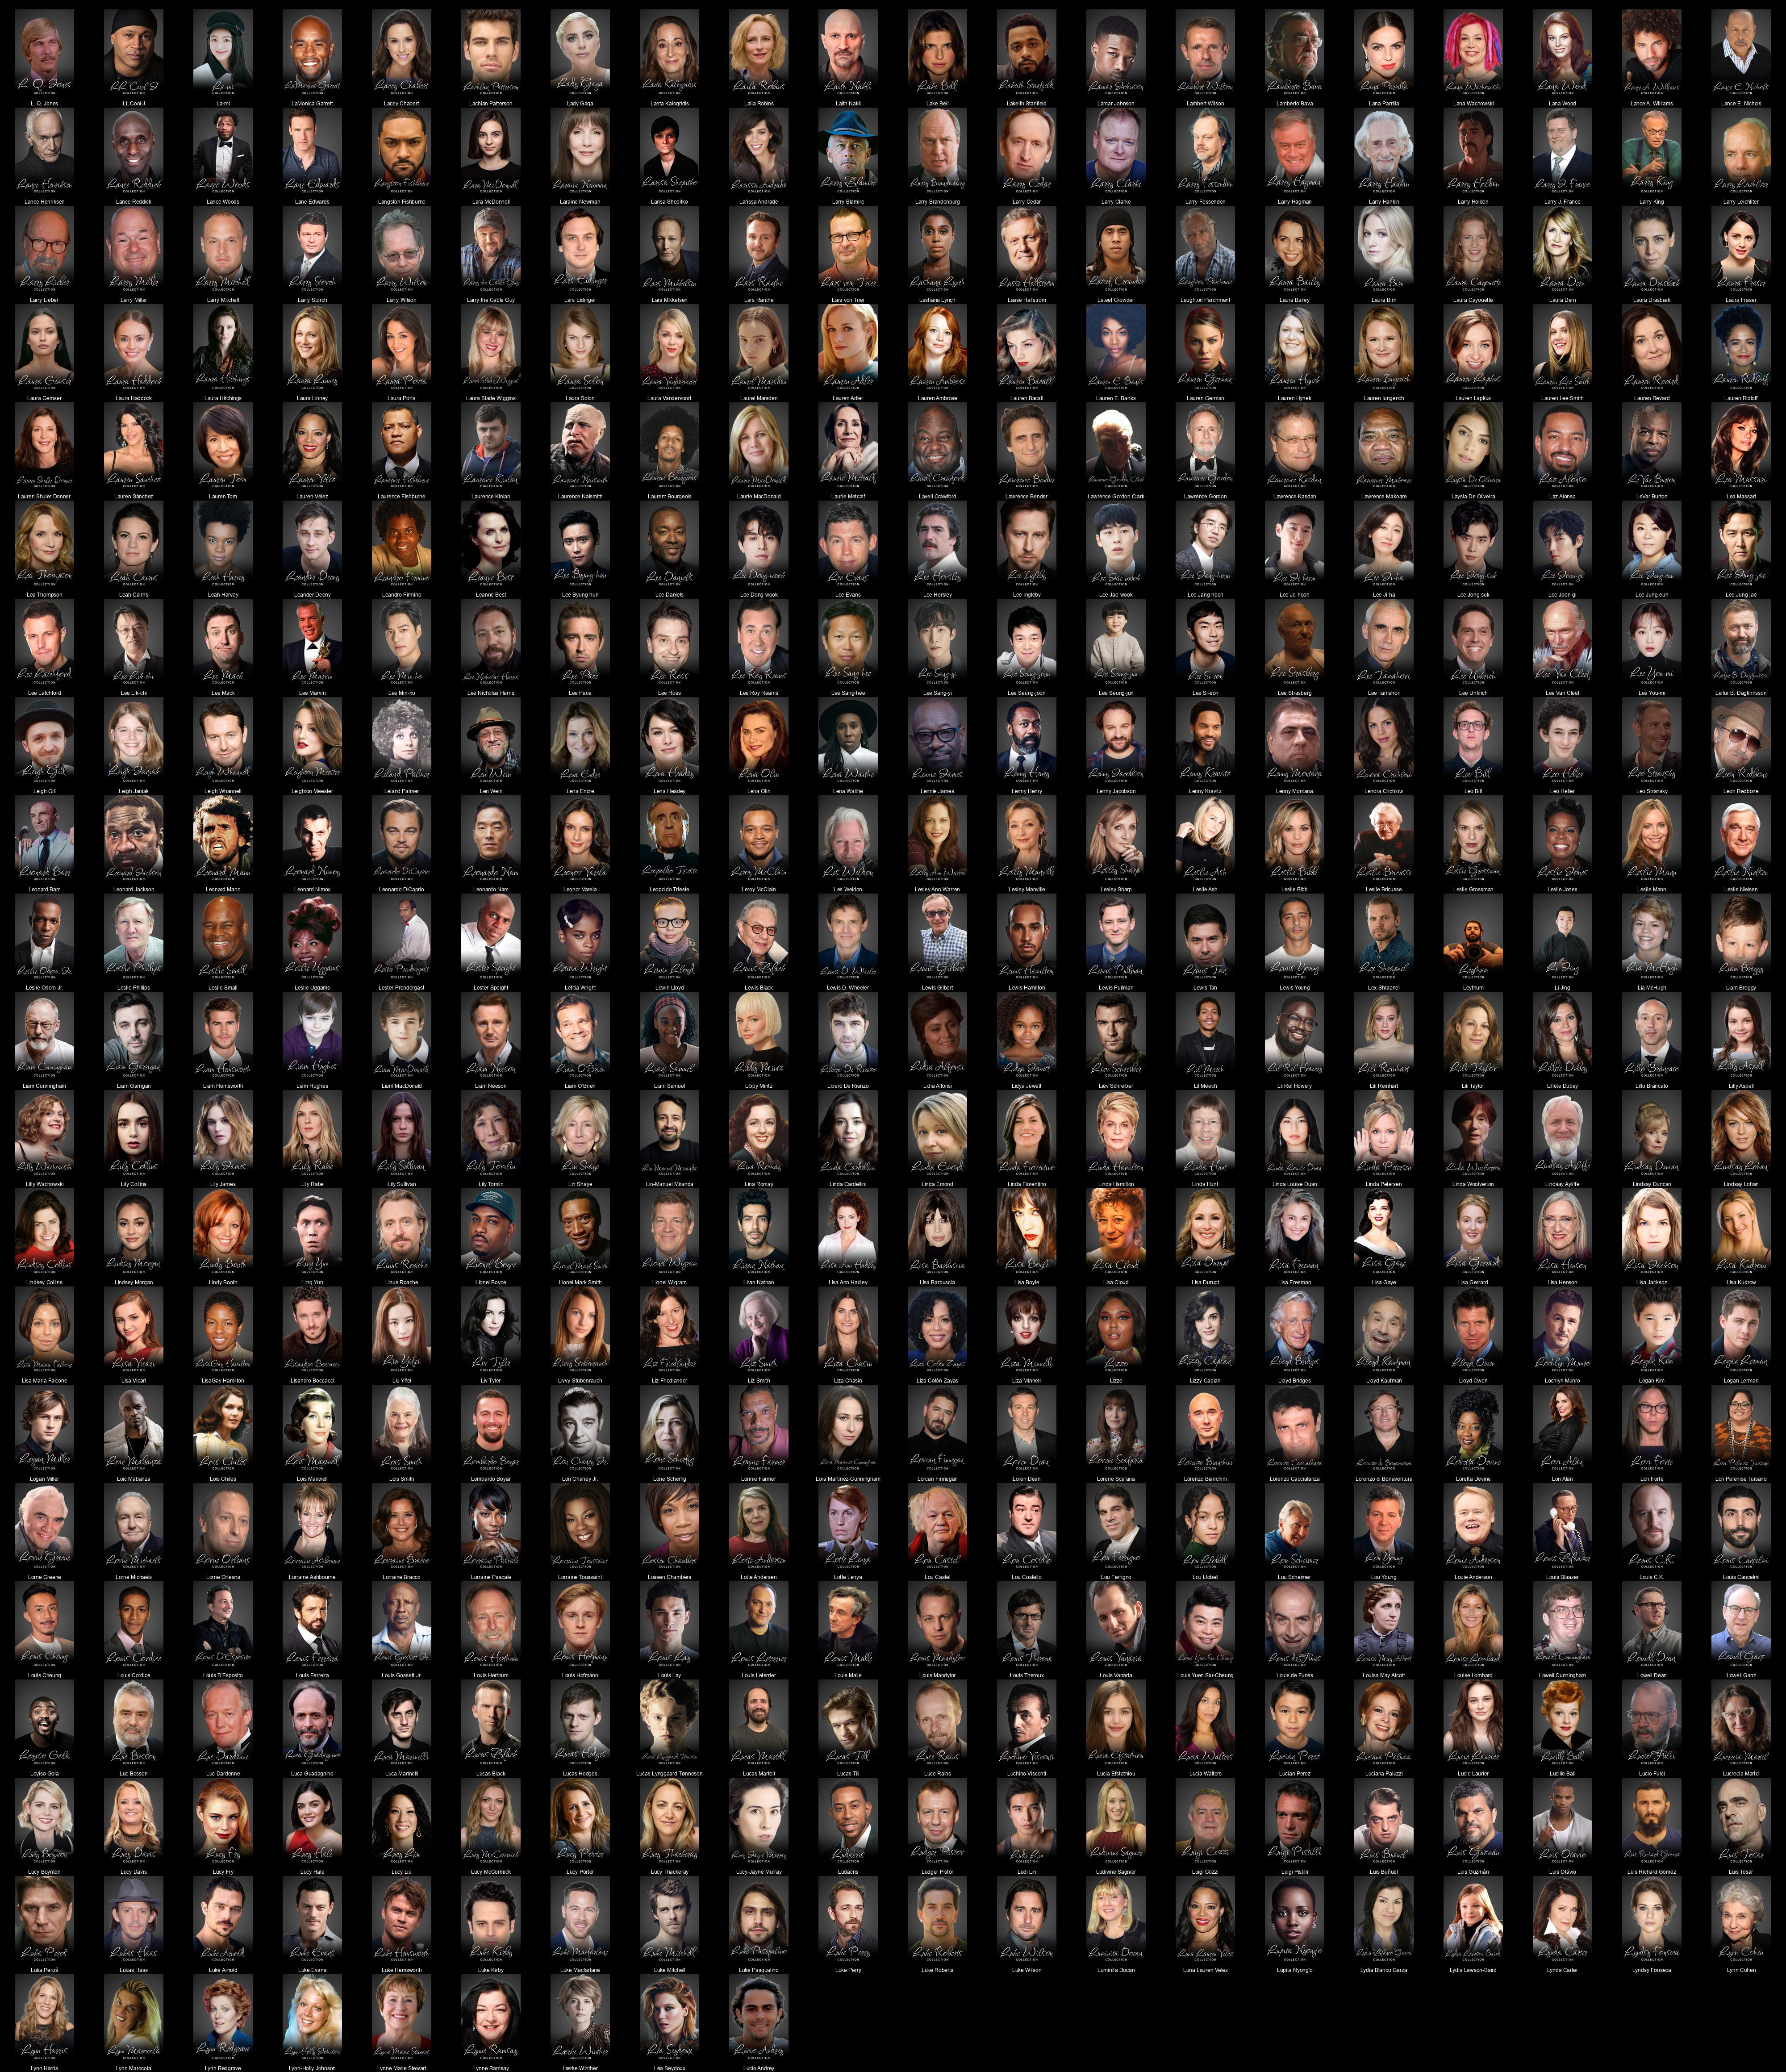 L. Q. Jones LL Cool J La-mi LaMonica Garrett Lacey Chabert Lachlan Patterson Lady Gaga Laeta Kalogridis Laila Robins Laith Nakli Lake Bell Lakeith Stanfield Lamar Johnson Lambert Wilson Lamberto Bava Lana Parrilla Lana Wachowski Lana Wood Lance A. Williams Lance E. Nichols
Lance Henriksen Lance Reddick Lance Woods Lane Edwards Langston Fishburne Lara McDonnell Laraine Newman Larisa Shepitko Larissa Andrade Larry Blamire Larry Brandenburg Larry Cedar Larry Clarke Larry Fessenden Larry Hagman Larry Hankin Larry Holden Larry J. Franco Larry King Larry Leichliter
Larry Lieber Larry Miller Larry Mitchell Larry Storch Larry Wilson Larry the Cable Guy Lars Eidinger Lars Mikkelsen Lars Ranthe Lars von Trier Lashana Lynch Lasse Hallström Lateef Crowder Laughton Parchment Laura Bailey Laura Birn Laura Cayouette Laura Dern Laura Drasbæk Laura Fraser
Laura Gemser Laura Haddock Laura Hitchings Laura Linney Laura Porta Laura Slade Wiggins Laura Solon Laura Vandervoort Laurel Marsden Lauren Adler Lauren Ambrose Lauren Bacall Lauren E. Banks Lauren German Lauren Hynek Lauren Iungerich Lauren Lapkus Lauren Lee Smith Lauren Revard Lauren Ridloff
Lauren Shuler Donner Lauren Sánchez Lauren Tom Lauren Vélez Laurence Fishburne Laurence Kinlan Laurence Naismith Laurent Bourgeois Laurie MacDonald Laurie Metcalf Lavell Crawford Lawrence Bender Lawrence Gordon Clark Lawrence Gordon Lawrence Kasdan Lawrence Makoare Laysla De Oliveira Laz Alonso LeVar Burton Lea Massari
Lea Thompson Leah Cairns Leah Harvey Leander Deeny Leandro Firmino Leanne Best Lee Byung-hun Lee Daniels Lee Dong-wook Lee Evans Lee Horsley Lee Ingleby Lee Jae-wook Lee Jang-hoon Lee Je-hoon Lee Ji-ha Lee Jong-suk Lee Joon-gi Lee Jung-eun Lee Jung-jae
Lee Latchford Lee Lik-chi Lee Mack Lee Marvin Lee Min-ho Lee Nicholas Harris Lee Pace Lee Ross Lee Roy Reams Lee Sang-hee Lee Sang-yi Lee Seung-joon Lee Seung-jun Lee Si-eon Lee Strasberg Lee Tamahori Lee Unkrich Lee Van Cleef Lee You-mi Leifur B. Dagfinnsson
Leigh Gill Leigh Janiak Leigh Whannell Leighton Meester Leland Palmer Len Wein Lena Endre Lena Headey Lena Olin Lena Waithe Lennie James Lenny Henry Lenny Jacobson Lenny Kravitz Lenny Montana Lenora Crichlow Leo Bill Leo Heller Leo Stransky Leon Redbone
Leonard Barr Leonard Jackson Leonard Mann Leonard Nimoy Leonardo DiCaprio Leonardo Nam Leonor Varela Leopoldo Trieste Leroy McClain Les Weldon Lesley Ann Warren Lesley Manville Lesley Sharp Leslie Ash Leslie Bibb Leslie Bricusse Leslie Grossman Leslie Jones Leslie Mann Leslie Nielsen
Leslie Odom Jr. Leslie Phillips Leslie Small Leslie Uggams Lester Prendergast Lester Speight Letitia Wright Lewin Lloyd Lewis Black Lewis D. Wheeler Lewis Gilbert Lewis Hamilton Lewis Pullman Lewis Tan Lewis Young Lex Shrapnel Leythum Li Jing Lia McHugh Liam Broggy
Liam Cunningham Liam Garrigan Liam Hemsworth Liam Hughes Liam MacDonald Liam Neeson Liam O'Brien Liani Samuel Libby Mintz Libero De Rienzo Lidia Alfonsi Lidya Jewett Liev Schreiber Lil Meech Lil Rel Howery Lili Reinhart Lili Taylor Lillete Dubey Lillo Brancato Lilly Aspell
Lilly Wachowski Lily Collins Lily James Lily Rabe Lily Sullivan Lily Tomlin Lin Shaye Lin-Manuel Miranda Lina Romay Linda Cardellini Linda Emond Linda Fiorentino Linda Hamilton Linda Hunt Linda Louise Duan Linda Petersen Linda Woolverton Lindsay Ayliffe Lindsay Duncan Lindsay Lohan
Lindsey Collins Lindsey Morgan Lindy Booth Ling Yun Linus Roache Lionel Boyce Lionel Mark Smith Lionel Wigram Liran Nathan Lisa Ann Hadley Lisa Barbuscia Lisa Boyle Lisa Cloud Lisa Durupt Lisa Freeman Lisa Gaye Lisa Gerrard Lisa Henson Lisa Jackson Lisa Kudrow
Lisa Maria Falcone Lisa Vicari LisaGay Hamilton Lisandro Boccacci Liu Yifei Liv Tyler Livvy Stubenrauch Liz Friedlander Liz Smith Liza Chasin Liza Colón-Zayas Liza Minnelli Lizzo Lizzy Caplan Lloyd Bridges Lloyd Kaufman Lloyd Owen Lochlyn Munro Logan Kim Logan Lerman
Logan Miller Loic Mabanza Lois Chiles Lois Maxwell Lois Smith Lombardo Boyar Lon Chaney Jr. Lone Scherfig Lonnie Farmer Lora Martinez-Cunningham Lorcan Finnegan Loren Dean Lorene Scafaria Lorenzo Bianchini Lorenzo Caccialanza Lorenzo di Bonaventura Loretta Devine Lori Alan Lori Forte Lori Pelenise Tuisano
Lorne Greene Lorne Michaels Lorne Orleans Lorraine Ashbourne Lorraine Bracco Lorraine Pascale Lorraine Toussaint Lossen Chambers Lotte Andersen Lotte Lenya Lou Castel Lou Costello Lou Ferrigno Lou Llobell Lou Scheimer Lou Young Louie Anderson Louis Blaazer Louis C.K. Louis Cancelmi
Louis Cheung Louis Cordice Louis D'Esposito Louis Ferreira Louis Gossett Jr. Louis Herthum Louis Hofmann Louis Lay Louis Leterrier Louis Malle Louis Mandylor Louis Theroux Louis Vanaria Louis Yuen Siu-Cheung Louis de Funès Louisa May Alcott Louise Lombard Lowell Cunningham Lowell Dean Lowell Ganz
Loyiso Gola Luc Besson Luc Dardenne Luca Guadagnino Luca Marinelli Lucas Black Lucas Hedges Lucas Lynggaard Tønnesen Lucas Martell Lucas Till Luce Rains Luchino Visconti Lucia Efstathiou Lucia Walters Lucian Perez Luciana Paluzzi Lucie Laurier Lucille Ball Lucio Fulci Lucrecia Martel
Lucy Boynton Lucy Davis Lucy Fry Lucy Hale Lucy Liu Lucy McCormick Lucy Porter Lucy Thackeray Lucy-Jayne Murray Ludacris Ludger Pistor Ludi Lin Ludivine Sagnier Luigi Cozzi Luigi Pistilli Luis Buñuel Luis Guzmán Luis Olávio Luis Richard Gomez Luis Tosar
Luka Peroš Lukas Haas Luke Arnold Luke Evans Luke Hemsworth Luke Kirby Luke Macfarlane Luke Mitchell Luke Pasqualino Luke Perry Luke Roberts Luke Wilson Luminita Docan Luna Lauren Velez Lupita Nyong'o Lydia Blanco Garza Lydia Lawson-Baird Lynda Carter Lyndsy Fonseca Lynn Cohen
Lynn Harris Lynn Marocola Lynn Redgrave Lynn-Holly Johnson Lynne Marie Stewart Lynne Ramsay Lærke Winther Léa Seydoux Lúcio Andrey